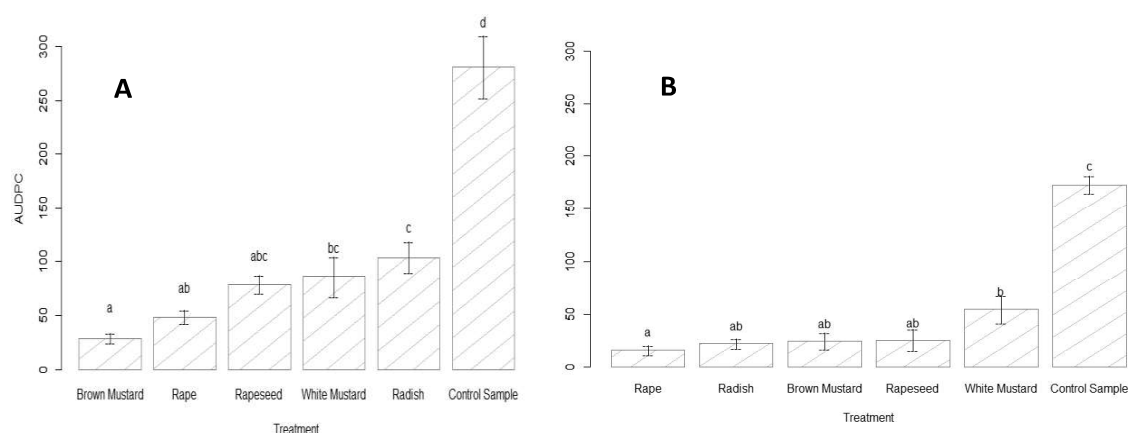 A
AUDPC
300
250
200
150
100
50
0
a
ab
abc
bc
c
d
Brown Mustard Rape Rapeseed White Mustard Radish Control Sample
Treatment
B
300
250
200
150
100
50
0
a
ab
ab
ab
b
c
Rape Radish Brown Mustard Rapeseed White Mustard Control Sample
Treatment